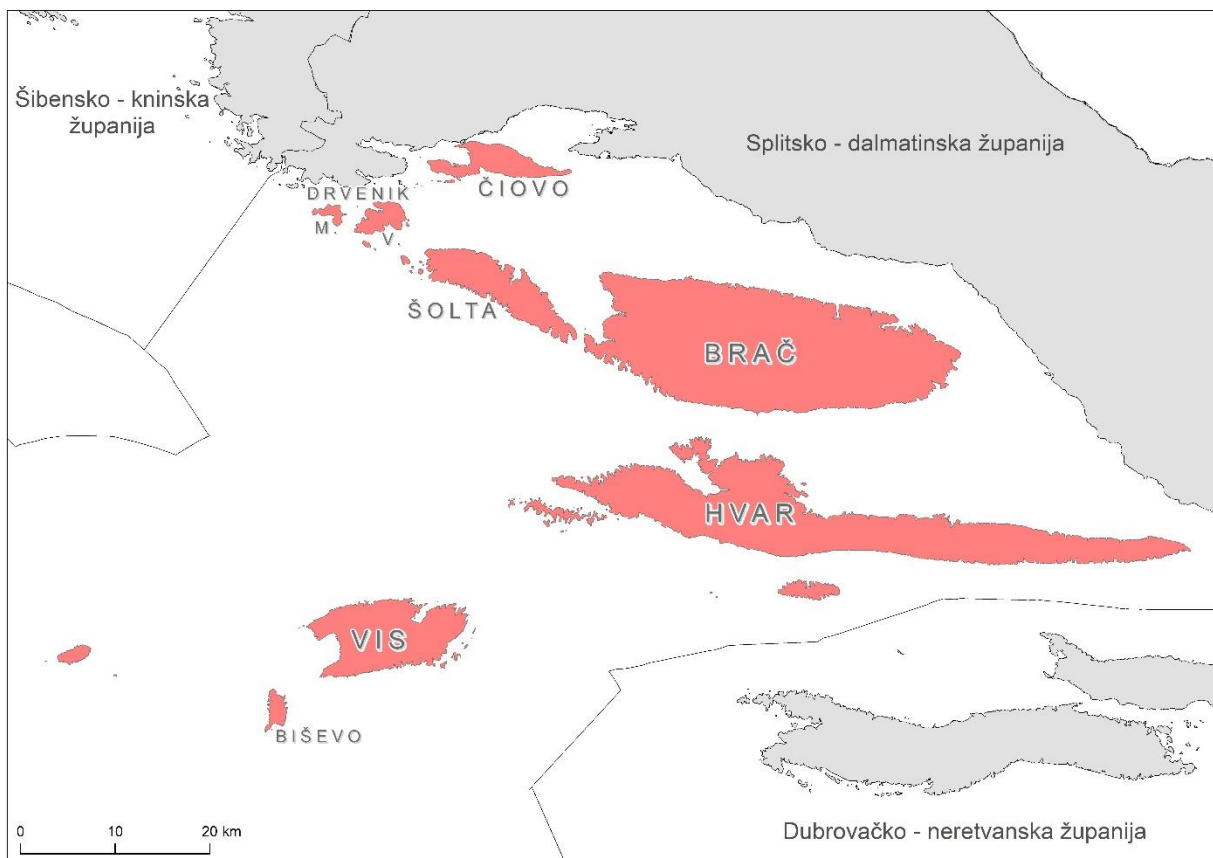 Šibensko - kninska
županija
Splitsko - dalmatinska županija
DRVENIK
ČIOVO
M.
V.
ŠOLTA
BRAČ
HVAR
VIS
BIŠEVO
0 10 20 km
Dubrovačko - neretvanska županija